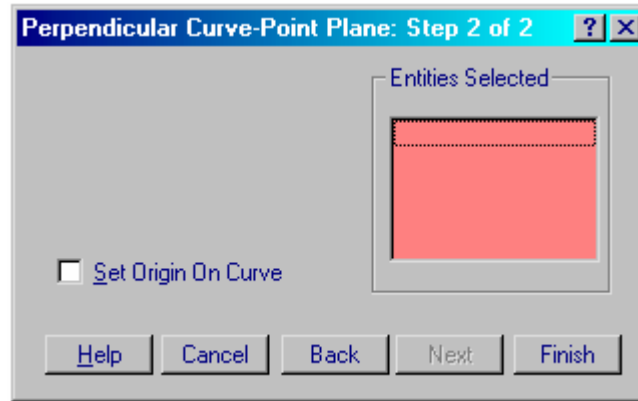 Perpendicular Curve-Point Plane: Step 2 of 2 ? ×
Entities Selected
Set Origin On Curve
Help Cancel Back Next Finish